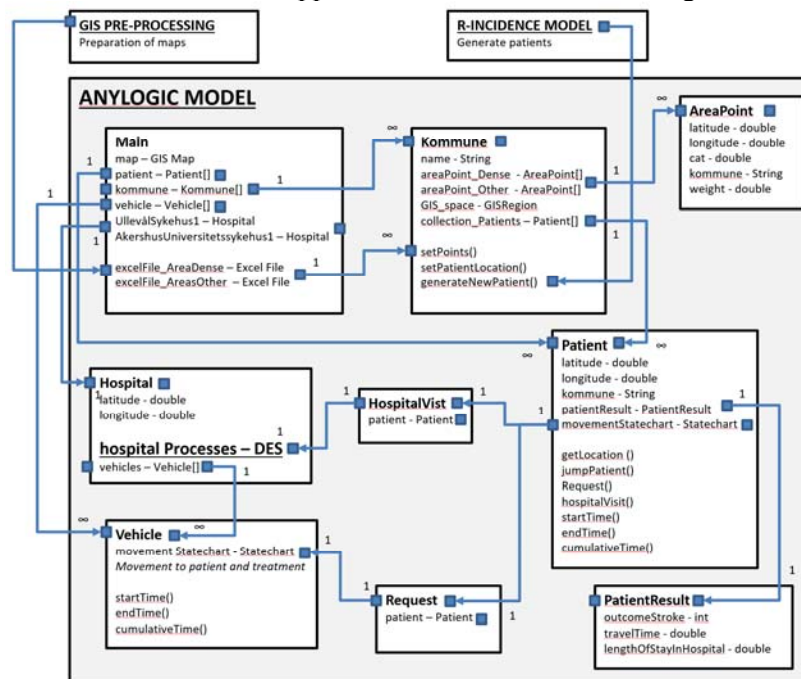 GIS PRE-PROCESSING
Preparation of maps
R-INCIDENCE MODEL
Generate patients
ANYLOGIC MODEL
Main
map – GIS Map
patient – Patient[]
kommune – Kommune[]
vehicle – Vehicle[]
UllevålSykehus1 – Hospital
AkershusUniversitetssykehus1 – Hospital
excelFile_AreaDense – Excel File
excelFile_AreasOther – Excel File
1
1
1
1
1
∞
Kommune
name - String
areaPoint_Dense - AreaPoint[]
areaPoint_Other - AreaPoint[]
GIS_space - GISRegion
collection_Patients – Patient[]
setPoints()
setPatientLocation()
generateNewPatient()
∞
1
1
∞
AreaPoint
latitude - double
longitude - double
cat - double
kommune - String
weight - double
∞
∞
Patient
latitude - double
longitude - double
kommune - String
patientResult - PatientResult
movementStatechart - Statechart
getLocation ()
jumpPatient()
Request()
hospitalVisit()
startTime()
endTime()
cumulativeTime()
1
1
1
Hospital
1
latitude - double
longitude - double
hospital Processes – DES
vehicles – Vehicle[]
1
1
1
HospitalVist
patient - Patient
1
∞
∞
Vehicle
movement Statechart - Statechart
Movement to patient and treatment
startTime()
endTime()
cumulativeTime()
1
1
Request
patient – Patient
1
PatientResult
outcomeStroke - int
travelTime - double
lengthOfStayInHospital - double